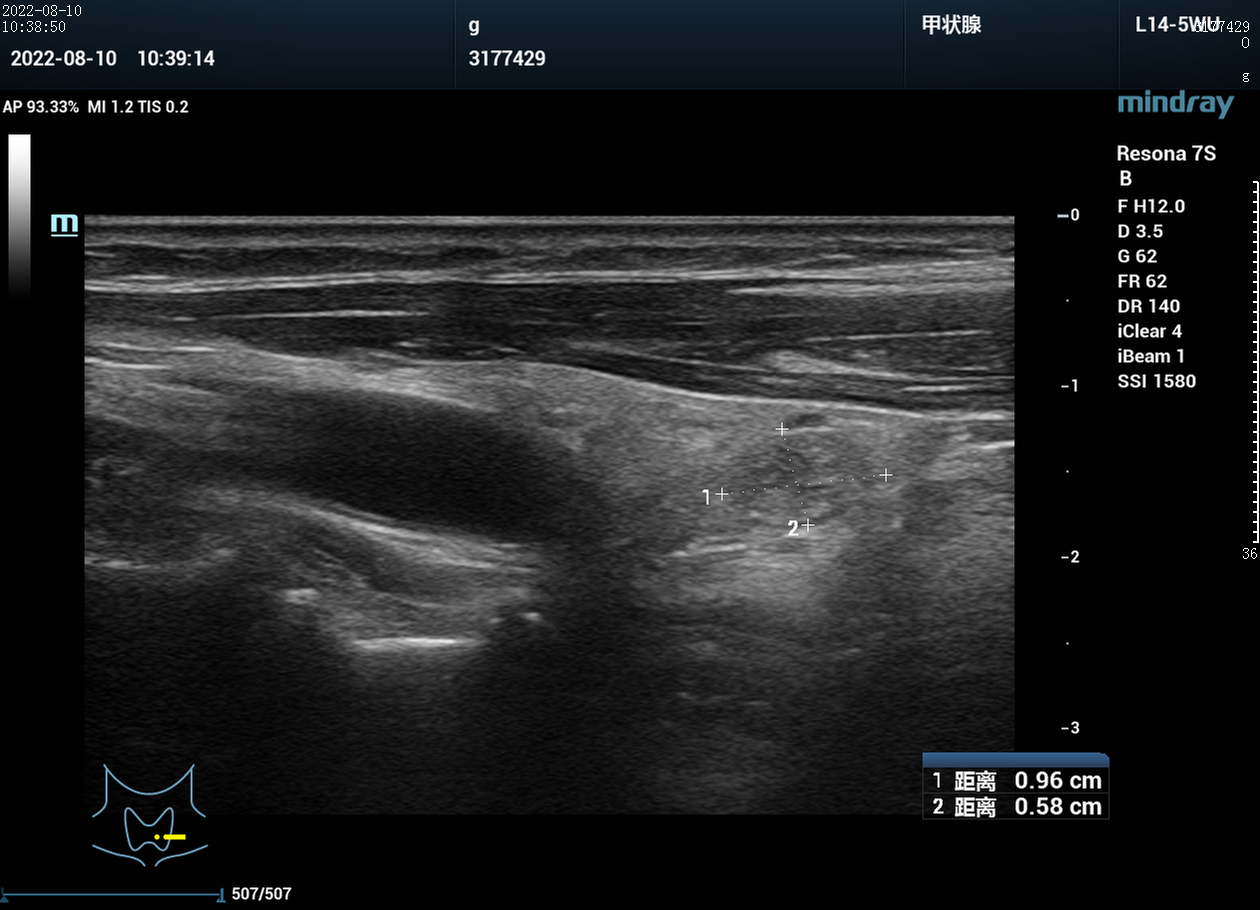 2022-08-10
10:38:50
2022-08-10 10:39:14
g
3177429
甲状腺
L14-5WU
3177429
0
g
AP 93.33% MI 1.2 TIS 0.2
mindray
Resona 7S
B
F H12.0
D 3.5
G 62
FR 62
DR 140
iClear 4
iBeam 1
SSI 1580
m
0
-1
-2
-3
36
1
2
1 距离 0.96 cm
2 距离 0.58 cm
507/507